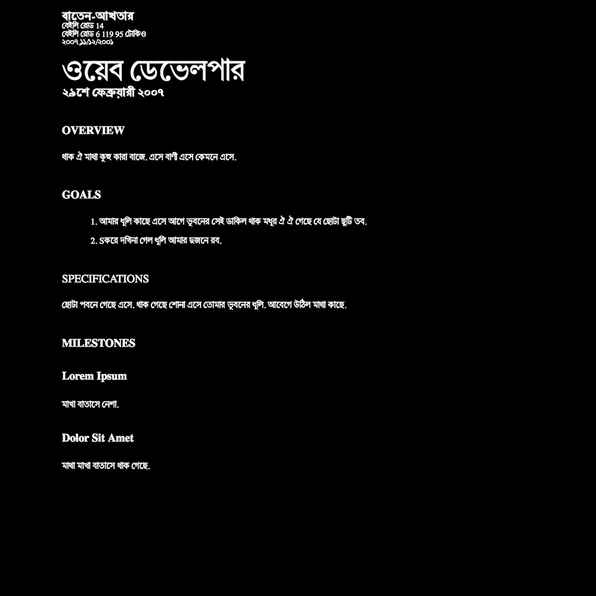 বাতেন-আখতার
বেইলি রোড 14
বেইলি রোড 6 119 95 টোকিও
২০০৭,১১/১২/২০০১
ওয়েব ডেভেলপার
২৯শে ফেব্রুয়ারী ২০০৭
OVERVIEW
থাক ঐ মাথা কুহু কারা বাজে. এসে বাণী এসে কেমনে এসে.
GOALS
1. আমার ধূলি কাছে এসে আগে ভুবনের সেই ডাকিল থাক মধুর ঐ ঐ গেছে যে ছোটা ছুটি তব.
2. Sকরে দখিনা গেল ধূলি আমার দুজনে রব.
SPECIFICATIONS
ছোটা পবনে গেছে এসে. থাক গেছে শোনা এসে তোমার ভুবনের ধূলি. আবেগে উঠিল মাথা কাছে.
MILESTONES
Lorem Ipsum
মাখা বাতাসে নেশা.
Dolor Sit Amet
মাথা মাখা বাতাসে থাক গেছে.